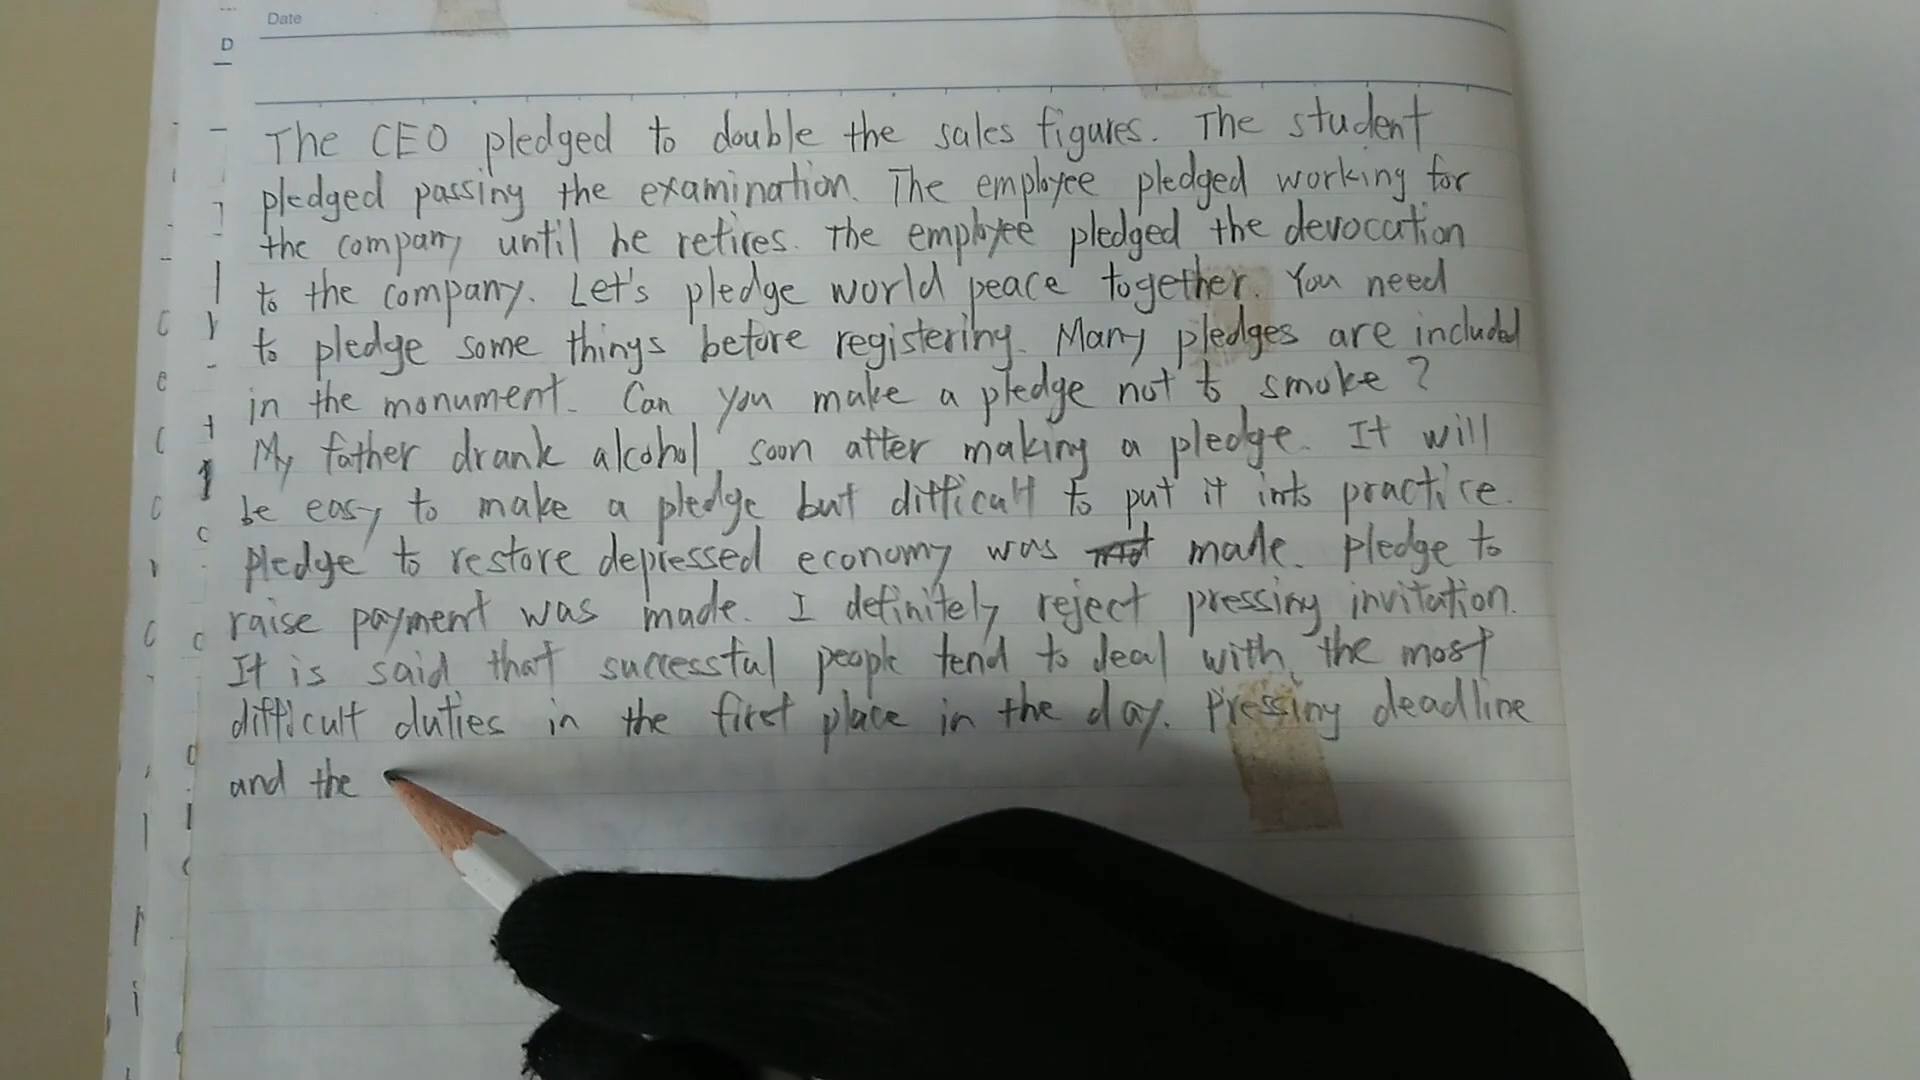 Date
D
The CEO pledged to double the sales figures. The student
pledged passing the examination. The employee pledged working for
the company until he retires. The employee pledged the devocation
to the company. Let's pledge world peace together. You need
to pledge some things before registering. Many pledges are included
in the monument. Can you make a pledge not to smoke?
My father drank alcohol soon after making a pledge. It will
be easy to make a pledge but difficult to put it into practice.
Pledge to restore depressed economy was made. Pledge to
raise payment was made. I definitely reject pressing invitation.
It is said that successful people tend to deal with the most
difficult duties in the first place in the day. Pressing deadline
and the